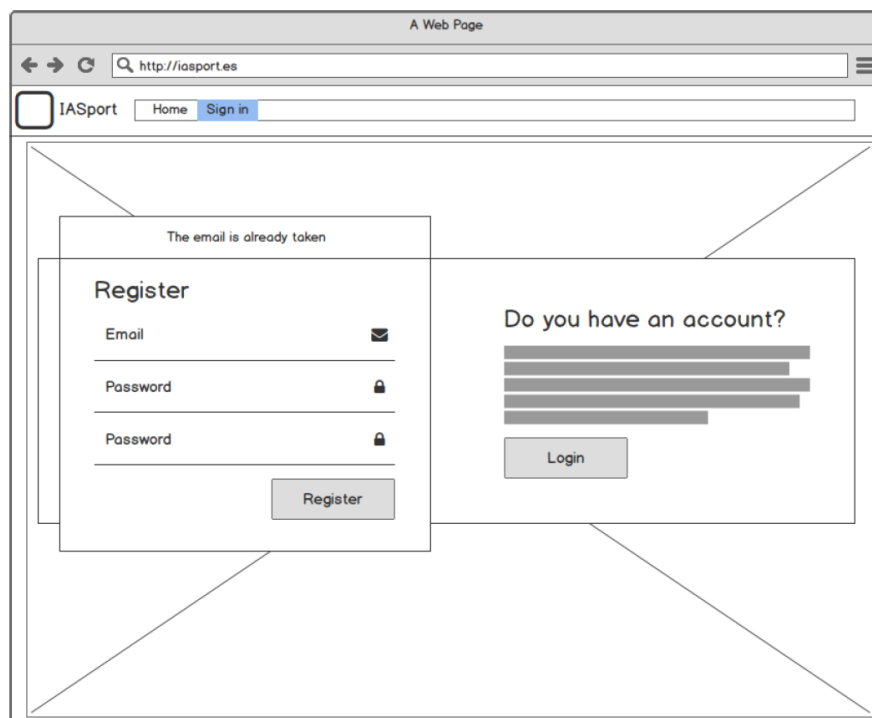 A Web Page
http://iasport.es
IASport Home Sign in
The email is already taken
Register
Email
Password
Password
Register
Do you have an account?
Login